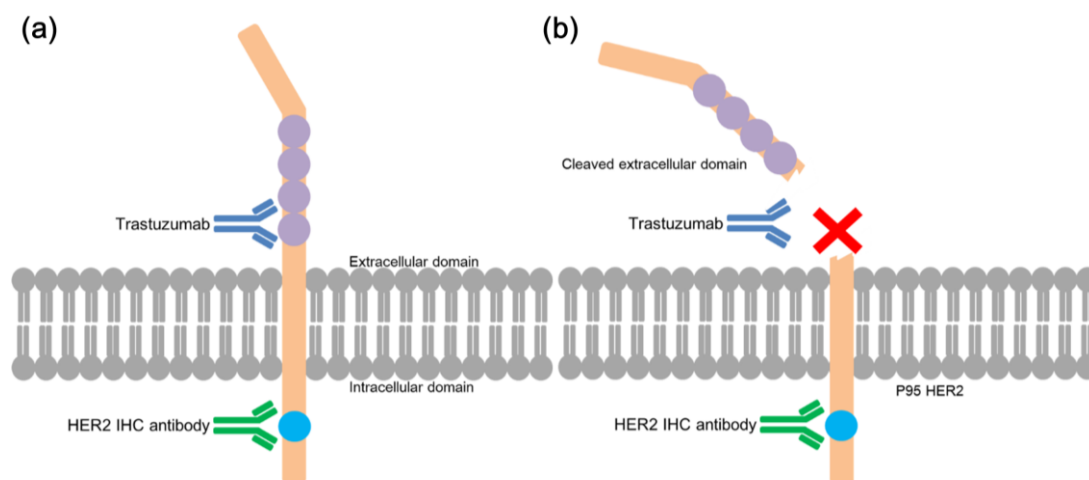 (a)
Trastuzumab
Extracellular domain
Intracellular domain
HER2 IHC antibody
(b)
Cleaved extracellular domain
Trastuzumab
P95 HER2
HER2 IHC antibody